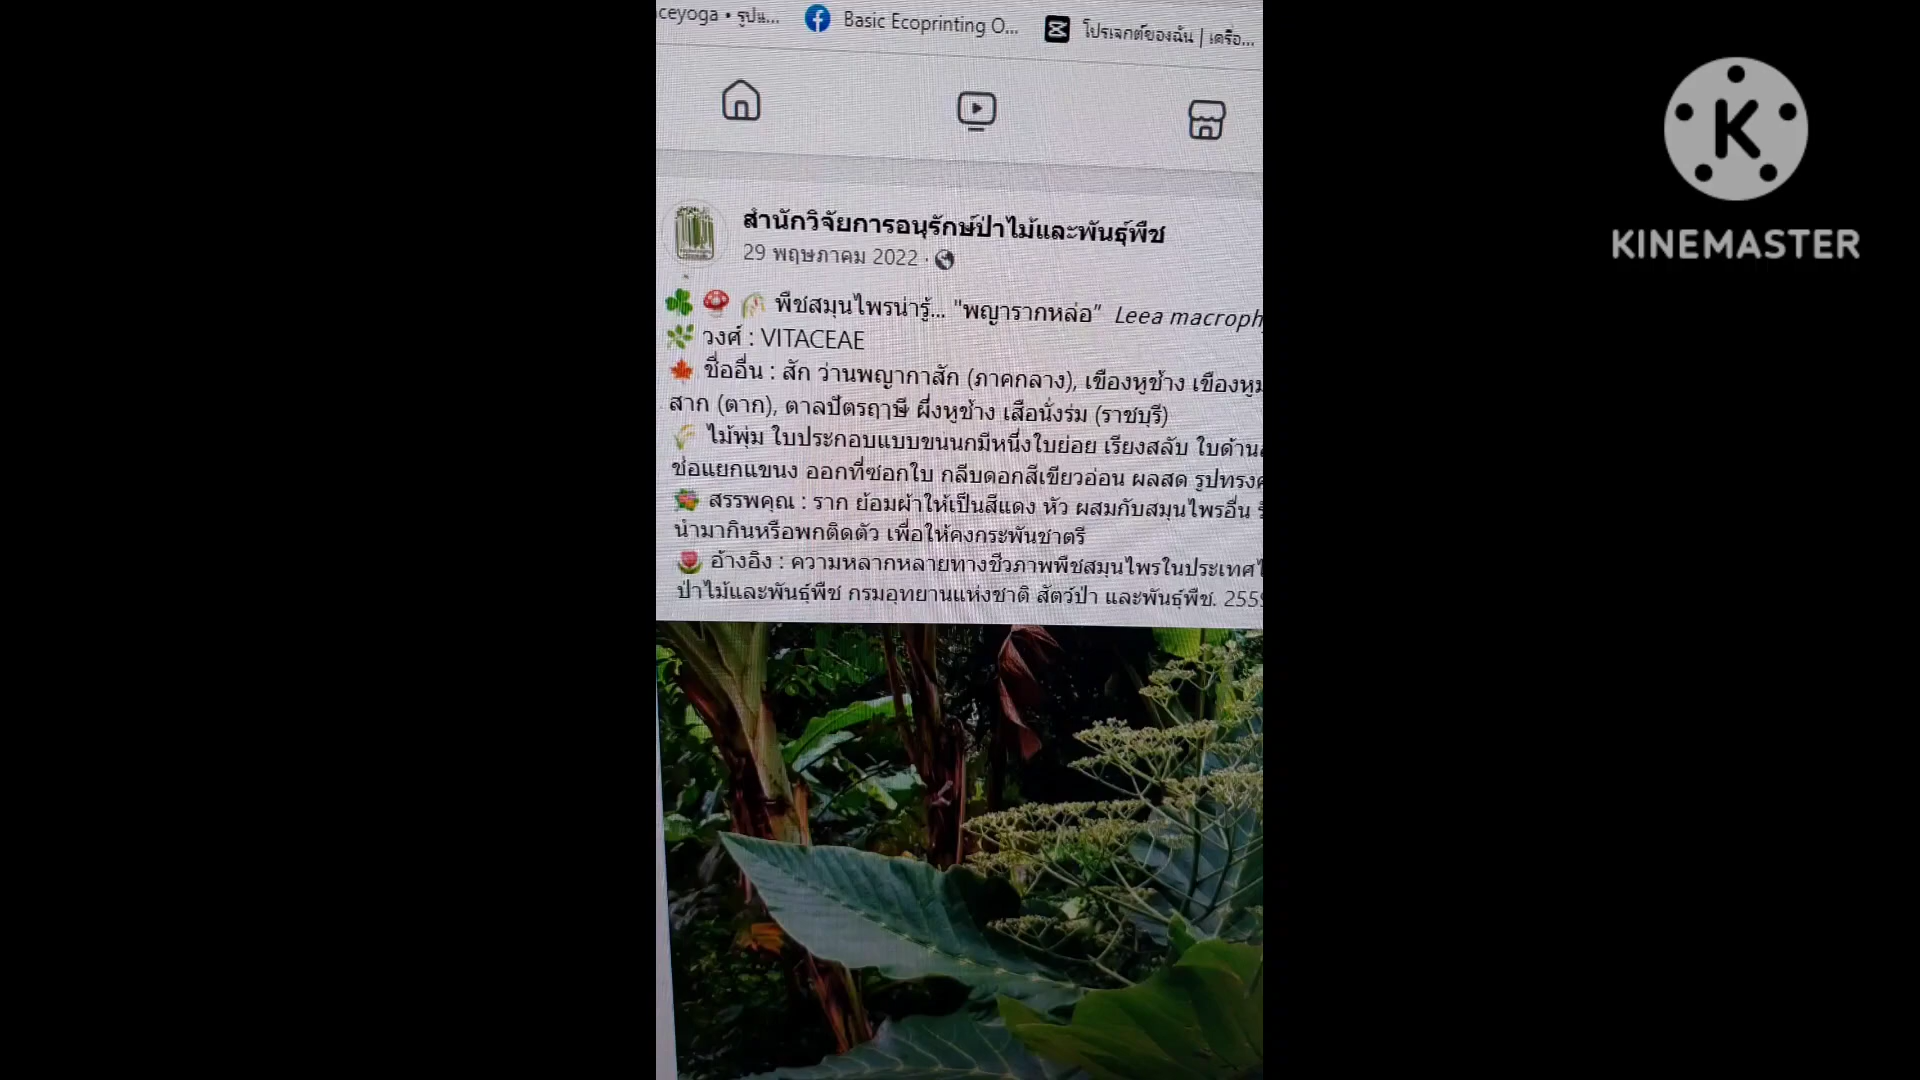 ceyoga • รูปแ...
Basic Ecoprinting O...
โปรเจกต์ของฉัน | เครื่อ...
K
KINEMASTER
สำนักวิจัยการอนุรักษ์ป่าไม้และพันธุ์พืช
29 พฤษภาคม 2022 ·
พืชสมุนไพรน่ารู้... "พญารากหล่อ" Leea macroph
วงศ์ : VITACEAE
ชื่ออื่น : สัก ว่านพญากาสัก (ภาคกลาง), เขืองหูช้าง เขืองหูม
สาก (ตาก), ตาลปัตรฤาษี ผึ่งหูช้าง เสือนั่งร่ม (ราชบุรี)
ไม้พุ่ม ใบประกอบแบบขนนกมีหนึ่งใบย่อย เรียงสลับ ใบด้าน
ช่อแยกแขนง ออกที่ซอกใบ กลีบดอกสีเขียวอ่อน ผลสด รูปทรง
สรรพคุณ : ราก ย้อมผ้าให้เป็นสีแดง หัว ผสมกับสมุนไพรอื่น
นำมากินหรือพกติดตัว เพื่อให้คงกระพันชาตรี
อ้างอิง : ความหลากหลายทางชีวภาพพืชสมุนไพรในประเทศ
ป่าไม้และพันธุ์พืช กรมอุทยานแห่งชาติ สัตว์ป่า และพันธุ์พืช. 2559